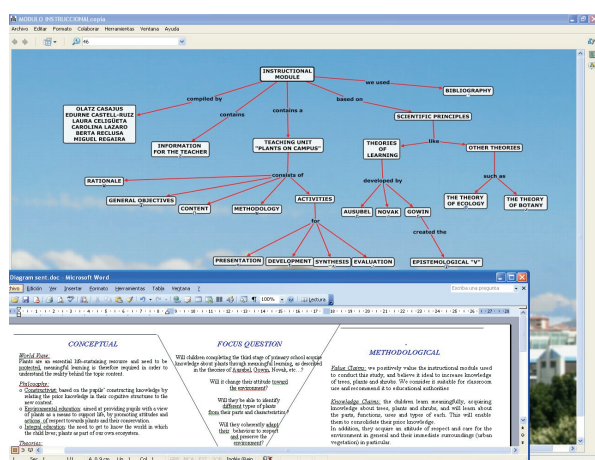 MODULO INSTRUCCIONALcopia
Archivo Editar Formato Colaborar Herramientas Ventana Ayuda
46
INSTRUCTIONAL
MODULE
we used
BIBLIOGRAPHY
compiled by
contains
contains a
based on
OLATZ CASAJUS
EDURNE CASTELL-RUIZ
LAURA CELIGÜETA
CAROLINA LAZARO
BERTA RECLUSA
MIGUEL REGAIRA
SCIENTIFIC PRINCIPLES
INFORMATION
FOR THE TEACHER
TEACHING UNIT
"PLANTS ON CAMPUS"
THEORIES
OF
LEARNING
like
OTHER THEORIES
consists of
developed by
such as
RATIONALE
GENERAL OBJECTIVES
CONTENT
METHODOLOGY
ACTIVITIES
AUSUBEL
NOVAK
GOWIN
THE THEORY
OF ECOLOGY
THE THEORY
OF BOTANY
for
created the
PRESENTATION
DEVELOPMENT
SYNTHESIS
EVALUATION
EPISTEMOLOGICAL "V"
Diagram sent.doc - Microsoft Word
Edición Ver Insertar Formato Herramientas Tabla Ventana ?
Escriba una pregunta
100%
Lectura
CONCEPTUAL
World View:
Plants are an essential life-sustaining resource and need to be
protected, meaningful learning is therefore required in order to
understand the reality behind the topic content.
Philosophy:
o Constructivist: based on the pupils' constructing knowledge by
relating the prior knowledge in their cognitive structures to the
new content.
o Environmental education: aimed at providing pupils with a view
of plants as a means to support life, by promoting attitudes and
actions of respect towards plants and their conservation.
o Integral education: the need to get to know the world in which
the child lives; plants as part of our own ecosystem.
Theories:
FOCUS QUESTION
Will children completing the third stage of primary school acquire
knowledge about plants through meaningful learning, as described
in the theories of Ausubel, Gowin, Novak, etc…?
Will it change their attitude toward
the environment?
Will they be able to identify
different types of plants
from their parts and characteristics?
Will they coherently adapt
their behaviour to respect
and preserve the
environment?
METHODOLOGICAL
Value Claims: we positively value the instrumental module used
to conduct this study, and believe it ideal to increase knowledge
of trees, plants and shrubs. We consider it suitable for classroom
use and recommend it to educational authorities
Knowledge Claims: the children learn meaningfully, acquiring
knowledge about trees, plants and shrubs, and will learn about
the parts, functions, uses and types of each. This will enable
them to consolidate their prior knowledge.
In addition, they acquire an attitude of respect and care for the
environment in general and their immediate surroundings (urban
vegetation) in particular.